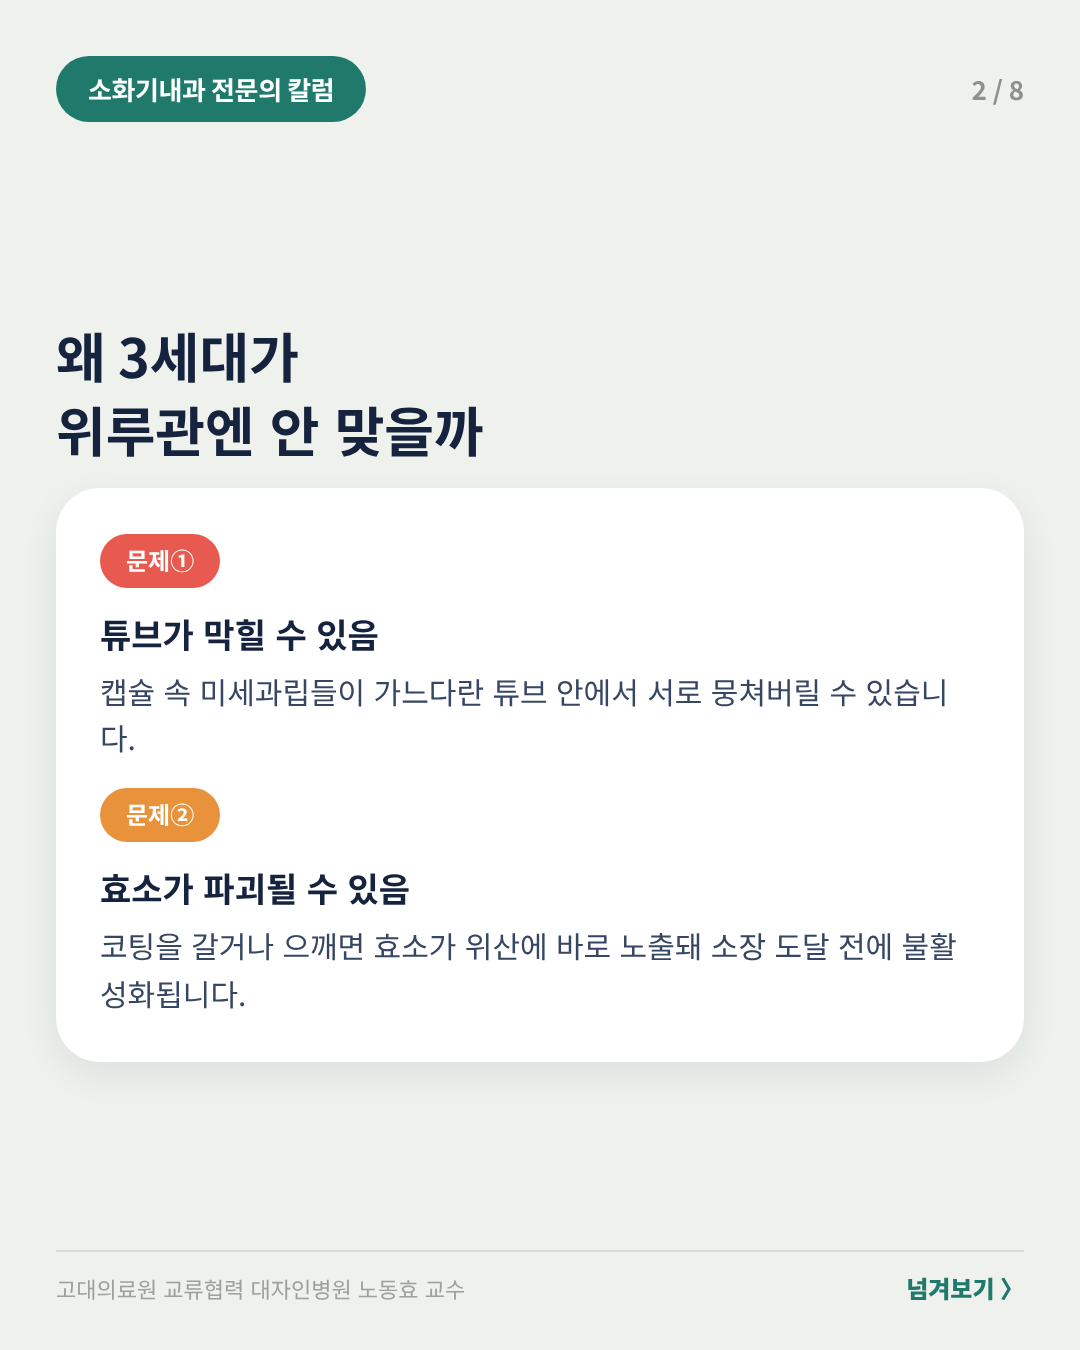 소화기내과 전문의 칼럼
2 / 8
왜 3세대가
위루관엔 안 맞을까
문제①
튜브가 막힐 수 있음
캡슐 속 미세과립들이 가느다란 튜브 안에서 서로 뭉쳐버릴 수 있습니
다.
문제②
효소가 파괴될 수 있음
코팅을 갈거나 으깨면 효소가 위산에 바로 노출돼 소장 도달 전에 불활
성화됩니다.
고대의료원 교류협력 대자인병원 노동효 교수
넘겨보기 〉